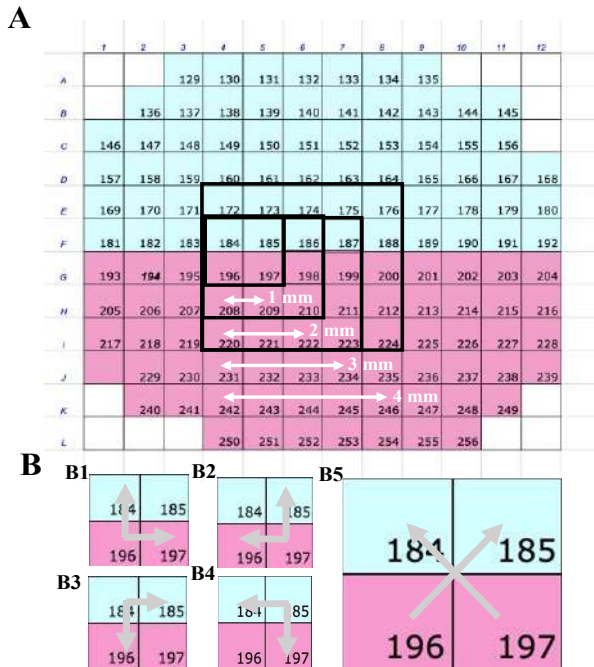 A
1 2 3 4 5 6 7 8 9 10 11 12
A 129 130 131 132 133 134 135
B 136 137 138 139 140 141 142 143 144 145
C 146 147 148 149 150 151 152 153 154 155 156
D 157 158 159 160 161 162 163 164 165 166 167 168
E 169 170 171 172 173 174 175 176 177 178 179 180
F 181 182 183 184 185 186 187 188 189 190 191 192
G 193 194 195 196 197 198 199 200 201 202 203 204
1 mm
H 205 206 207 208 209 210 211 212 213 214 215 216
2 mm
I 217 218 219 220 221 222 223 224 225 226 227 228
3 mm
J 229 230 231 232 233 234 235 236 237 238 239
4 mm
K 240 241 242 243 244 245 246 247 248 249
L 250 251 252 253 254 255 256
B
B1 B2 B5
184 185 184 185
196 197 196 197
B3 B4
184 185 184 85
196 197 196 197
184 185
196 197